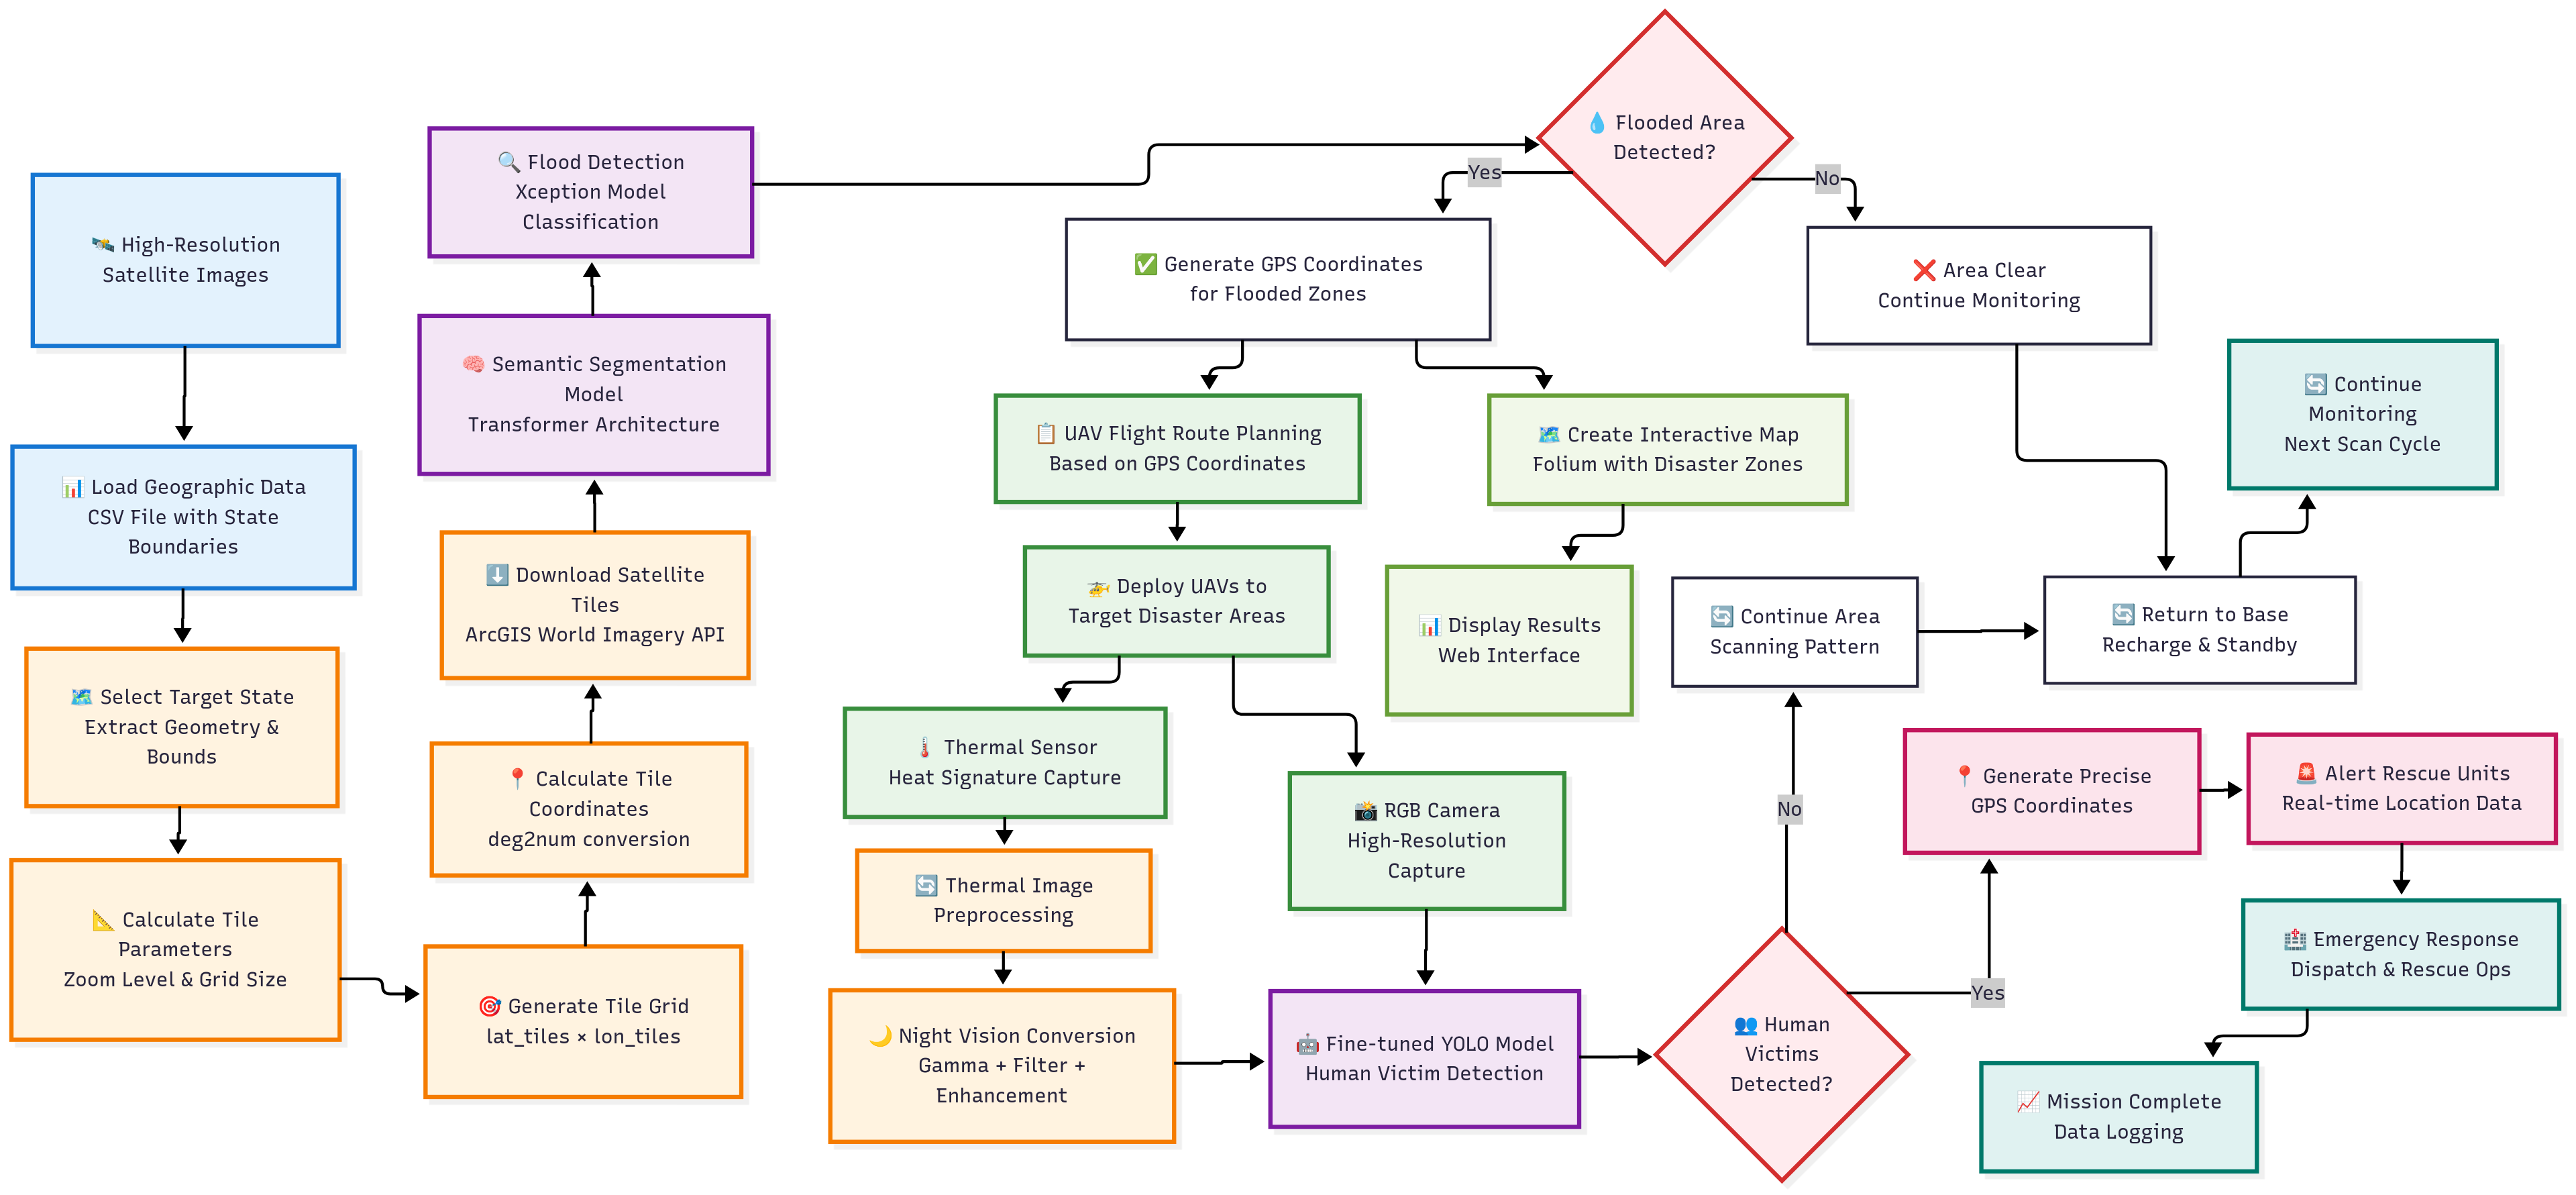 🛰️ High-Resolution
Satellite Images
📊 Load Geographic Data
CSV File with State
Boundaries
🗺️ Select Target State
Extract Geometry &
Bounds
📐 Calculate Tile
Parameters
Zoom Level & Grid Size
🎯 Generate Tile Grid
lat_tiles × lon_tiles
📍 Calculate Tile
Coordinates
deg2num conversion
⬇️ Download Satellite
Tiles
ArcGIS World Imagery API
🧠 Semantic Segmentation
Model
Transformer Architecture
🔍 Flood Detection
Xception Model
Classification
💧 Flooded Area
Detected?
Yes
No
✅ Generate GPS Coordinates
for Flooded Zones
❌ Area Clear
Continue Monitoring
📋 UAV Flight Route Planning
Based on GPS Coordinates
🗺️ Create Interactive Map
Folium with Disaster Zones
🚁 Deploy UAVs to
Target Disaster Areas
📊 Display Results
Web Interface
🌡️ Thermal Sensor
Heat Signature Capture
📸 RGB Camera
High-Resolution
Capture
🔄 Thermal Image
Preprocessing
🌙 Night Vision Conversion
Gamma + Filter +
Enhancement
🤖 Fine-tuned YOLO Model
Human Victim Detection
👥 Human
Victims
Detected?
No
Yes
🔄 Continue Area
Scanning Pattern
🔄 Return to Base
Recharge & Standby
🔄 Continue
Monitoring
Next Scan Cycle
📍 Generate Precise
GPS Coordinates
🚨 Alert Rescue Units
Real-time Location Data
🏥 Emergency Response
Dispatch & Rescue Ops
📈 Mission Complete
Data Logging